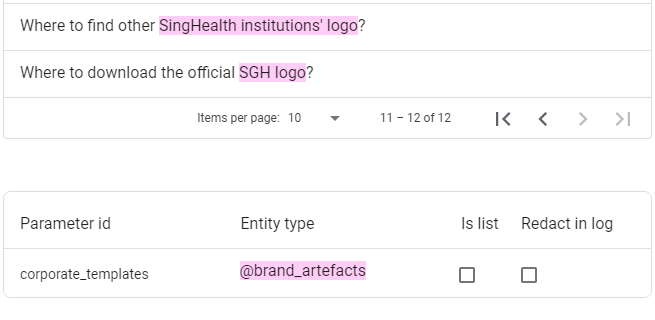 Where to find other SingHealth institutions' logo?
Where to download the official SGH logo?
Items per page: 10 11 – 12 of 12
Parameter id Entity type Is list Redact in log
corporate_templates @brand_artefacts